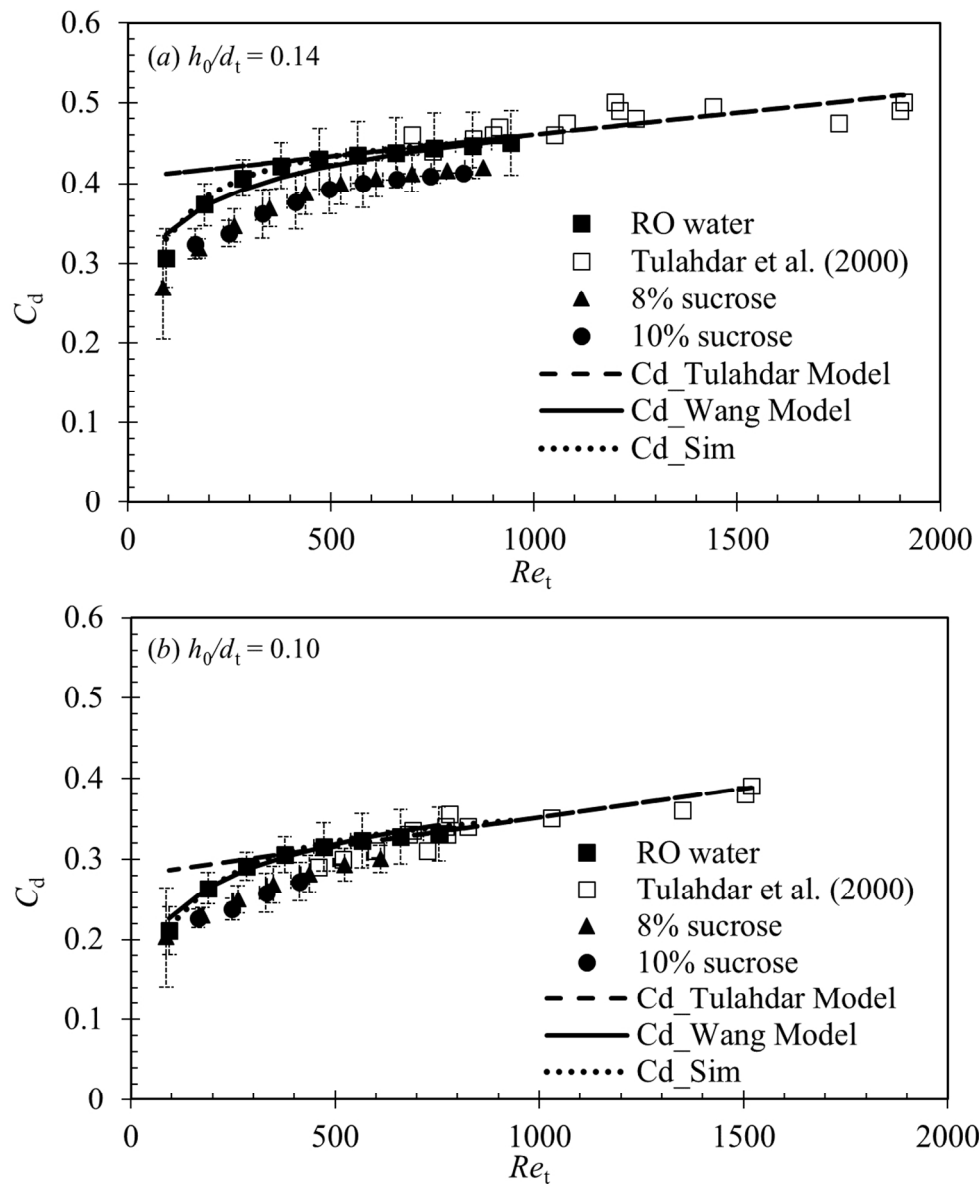 0.6
(a) h₀/dₜ = 0.14
0.5
0.4
0.3
0.2
0.1
0
C_d
RO water
Tulahdar et al. (2000)
8% sucrose
10% sucrose
Cd_Tulahdar Model
Cd_Wang Model
Cd_Sim
0 500 1000 1500 2000
Reₜ
0.6
(b) h₀/dₜ = 0.10
0.5
0.4
0.3
0.2
0.1
0
C_d
RO water
Tulahdar et al. (2000)
8% sucrose
10% sucrose
Cd_Tulahdar Model
Cd_Wang Model
Cd_Sim
0 500 1000 1500 2000
Reₜ